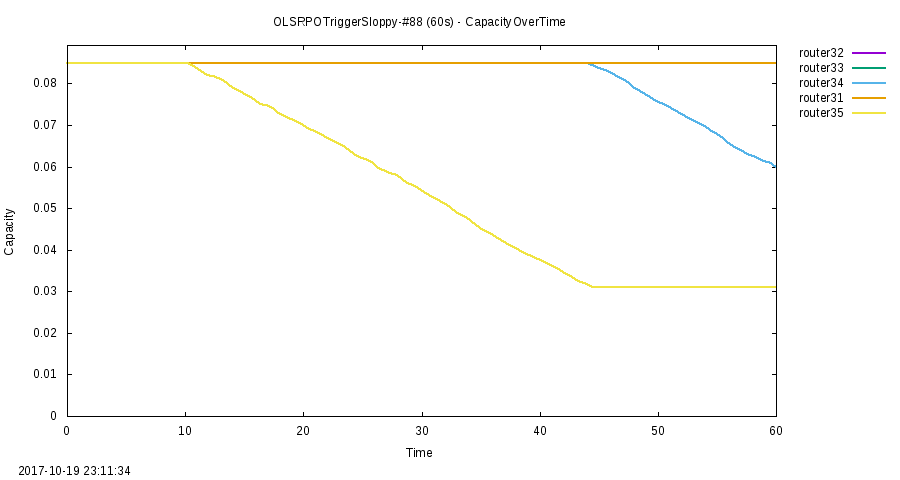 OLSRPOTriggerSloppy-#88 (60s) - CapacityOverTime
router32
router33
router34
router31
router35
0.08
0.07
0.06
0.05
0.04
0.03
0.02
0.01
0
Capacity
0 10 20 30 40 50 60
Time
2017-10-19 23:11:34